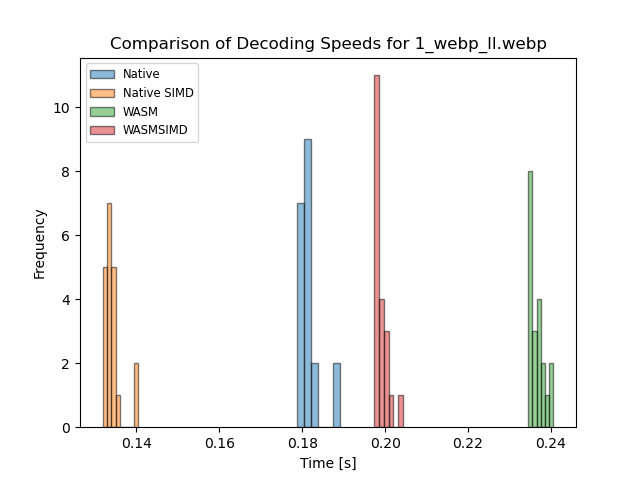 Comparison of Decoding Speeds for 1_webp_ll.webp
Native
Native SIMD
WASM
WASMSIMD
10
8
6
4
2
0
Frequency
0.14 0.16 0.18 0.20 0.22 0.24
Time [s]